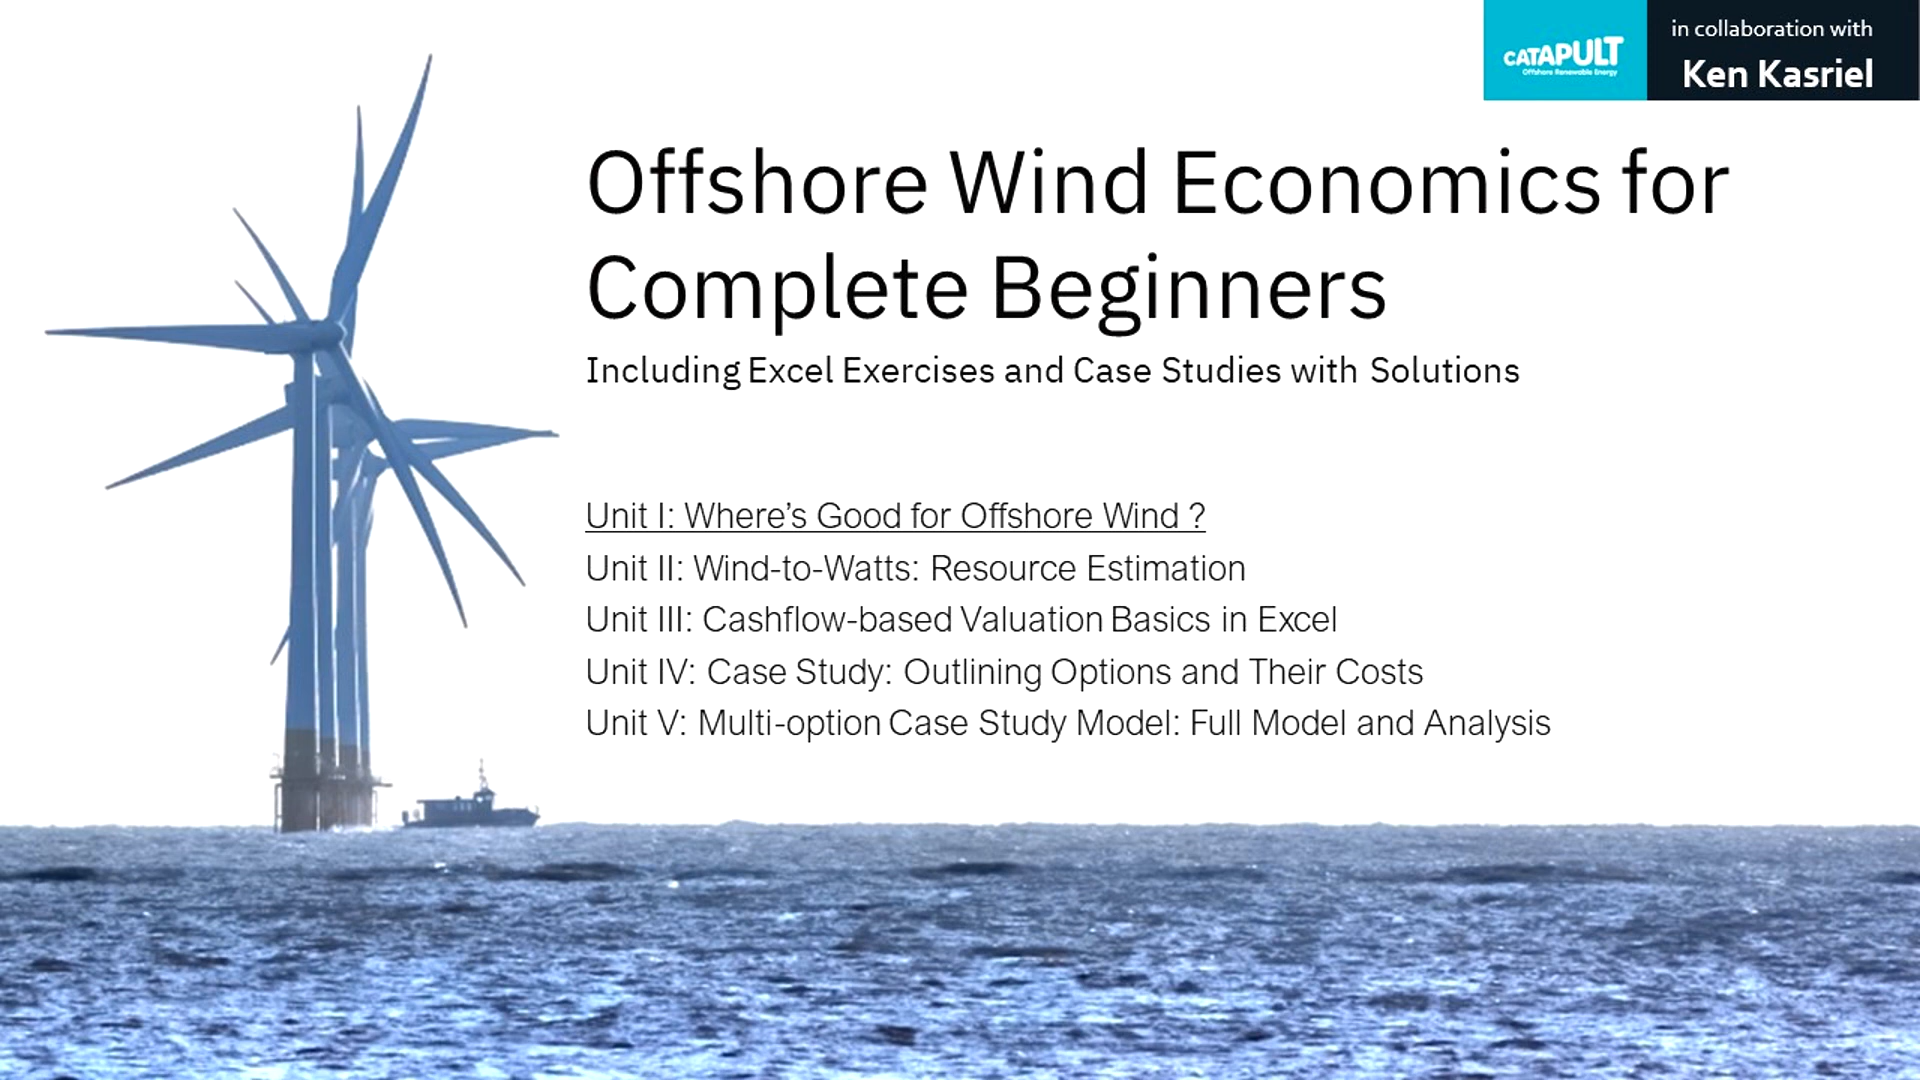 CATAPULT
Offshore Renewable Energy
in collaboration with
Ken Kasriel
Offshore Wind Economics for
Complete Beginners
Including Excel Exercises and Case Studies with Solutions
Unit I: Where’s Good for Offshore Wind ?
Unit II: Wind-to-Watts: Resource Estimation
Unit III: Cashflow-based Valuation Basics in Excel
Unit IV: Case Study: Outlining Options and Their Costs
Unit V: Multi-option Case Study Model: Full Model and Analysis